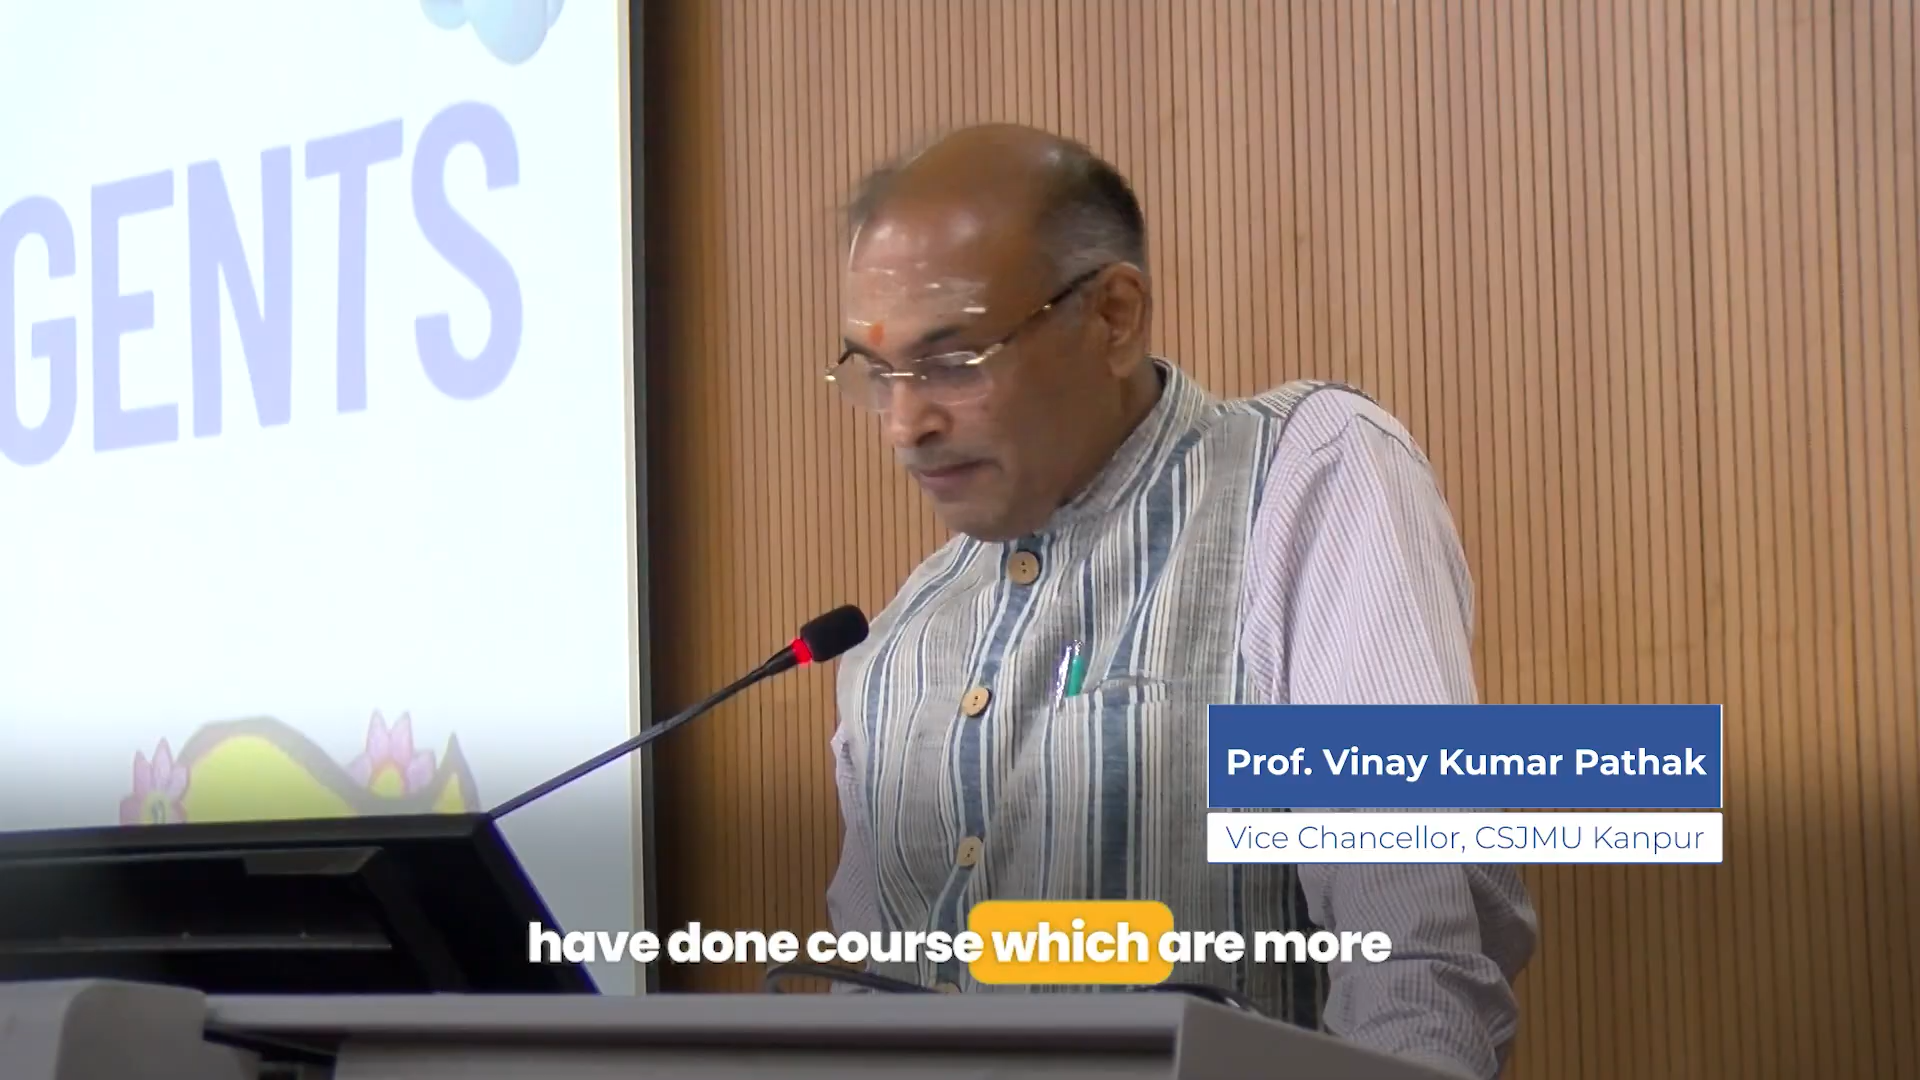 GENTS
Prof. Vinay Kumar Pathak
Vice Chancellor, CSJMU Kanpur
have done course which are more